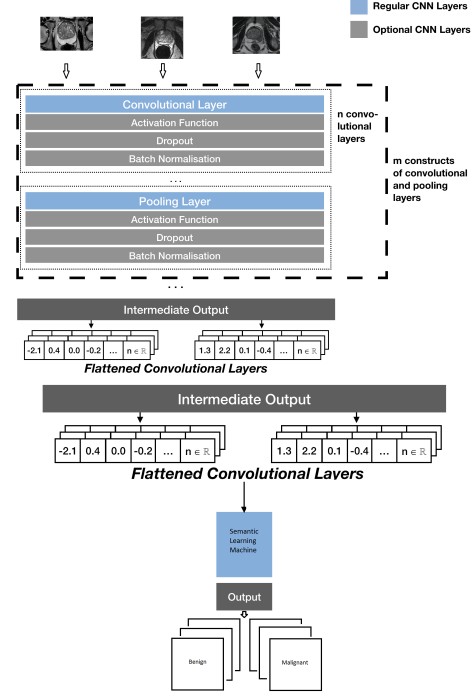 Regular CNN Layers
Optional CNN Layers
Convolutional Layer
Activation Function
Dropout
Batch Normalisation
n convo-
lutional
layers
...
Pooling Layer
Activation Function
Dropout
Batch Normalisation
m constructs
of convolutional
and pooling
layers
...
Intermediate Output
-2.1 0.4 0.0 -0.2 ... n ∈ ℝ
1.3 2.2 0.1 -0.4 ... n ∈ ℝ
Flattened Convolutional Layers
Intermediate Output
-2.1 0.4 0.0 -0.2 ... n ∈ ℝ
1.3 2.2 0.1 -0.4 ... n ∈ ℝ
Flattened Convolutional Layers
Semantic
Learning
Machine
Output
Benign
Malignant